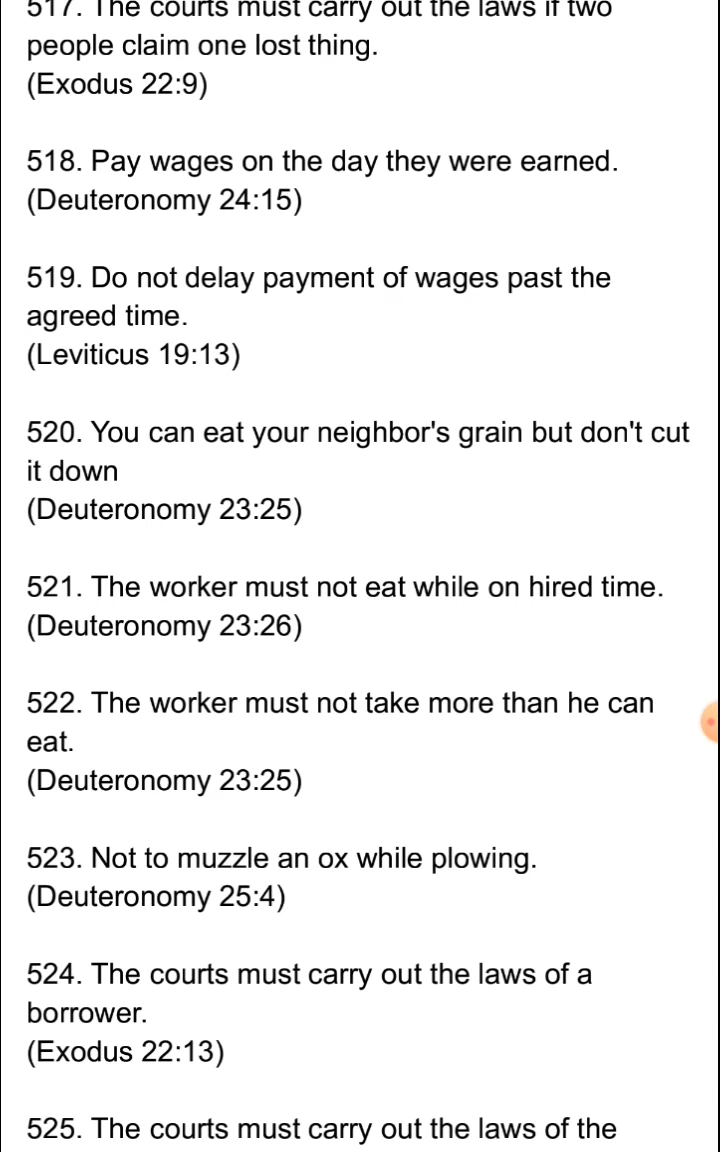 517. The courts must carry out the laws if two
people claim one lost thing.
(Exodus 22:9)
518. Pay wages on the day they were earned.
(Deuteronomy 24:15)
519. Do not delay payment of wages past the
agreed time.
(Leviticus 19:13)
520. You can eat your neighbor's grain but don't cut
it down
(Deuteronomy 23:25)
521. The worker must not eat while on hired time.
(Deuteronomy 23:26)
522. The worker must not take more than he can
eat.
(Deuteronomy 23:25)
523. Not to muzzle an ox while plowing.
(Deuteronomy 25:4)
524. The courts must carry out the laws of a
borrower.
(Exodus 22:13)
525. The courts must carry out the laws of the